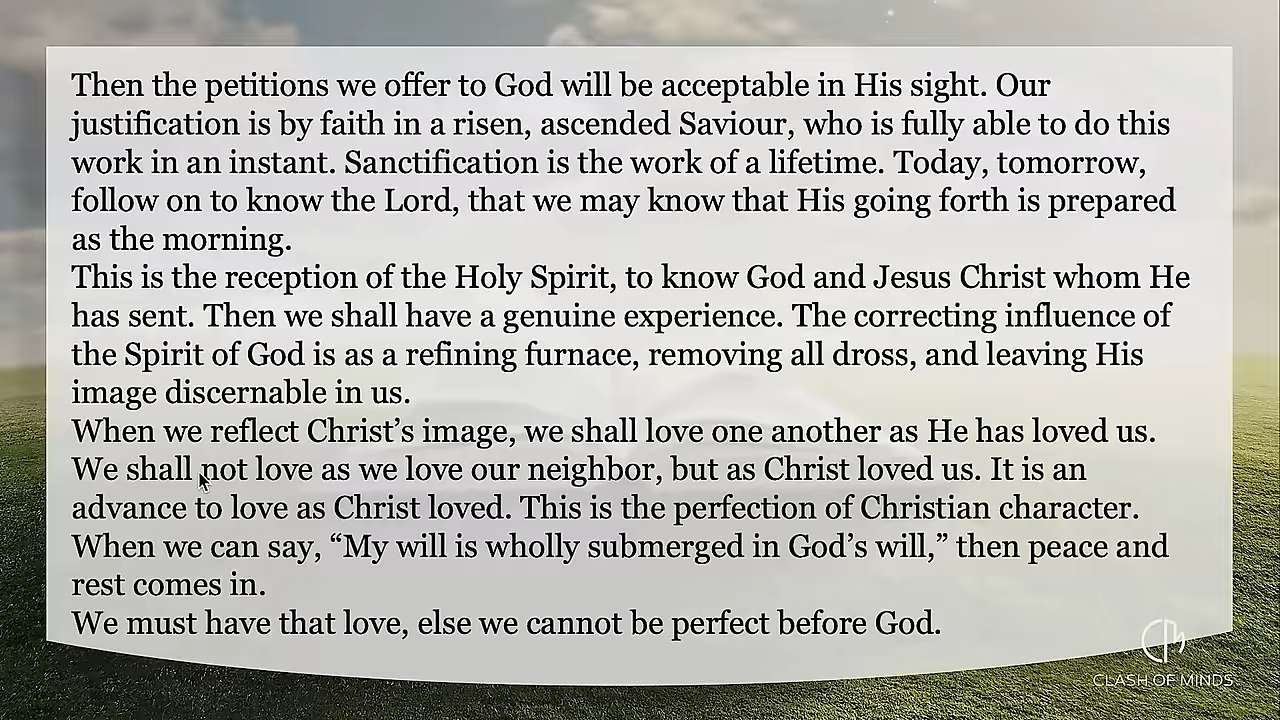 Then the petitions we offer to God will be acceptable in His sight. Our
justification is by faith in a risen, ascended Saviour, who is fully able to do this
work in an instant. Sanctification is the work of a lifetime. Today, tomorrow,
follow on to know the Lord, that we may know that His going forth is prepared
as the morning.
This is the reception of the Holy Spirit, to know God and Jesus Christ whom He
has sent. Then we shall have a genuine experience. The correcting influence of
the Spirit of God is as a refining furnace, removing all dross, and leaving His
image discernable in us.
When we reflect Christ’s image, we shall love one another as He has loved us.
We shall not love as we love our neighbor, but as Christ loved us. It is an
advance to love as Christ loved. This is the perfection of Christian character.
When we can say, “My will is wholly submerged in God’s will,” then peace and
rest comes in.
We must have that love, else we cannot be perfect before God.
CLASH OF MINDS